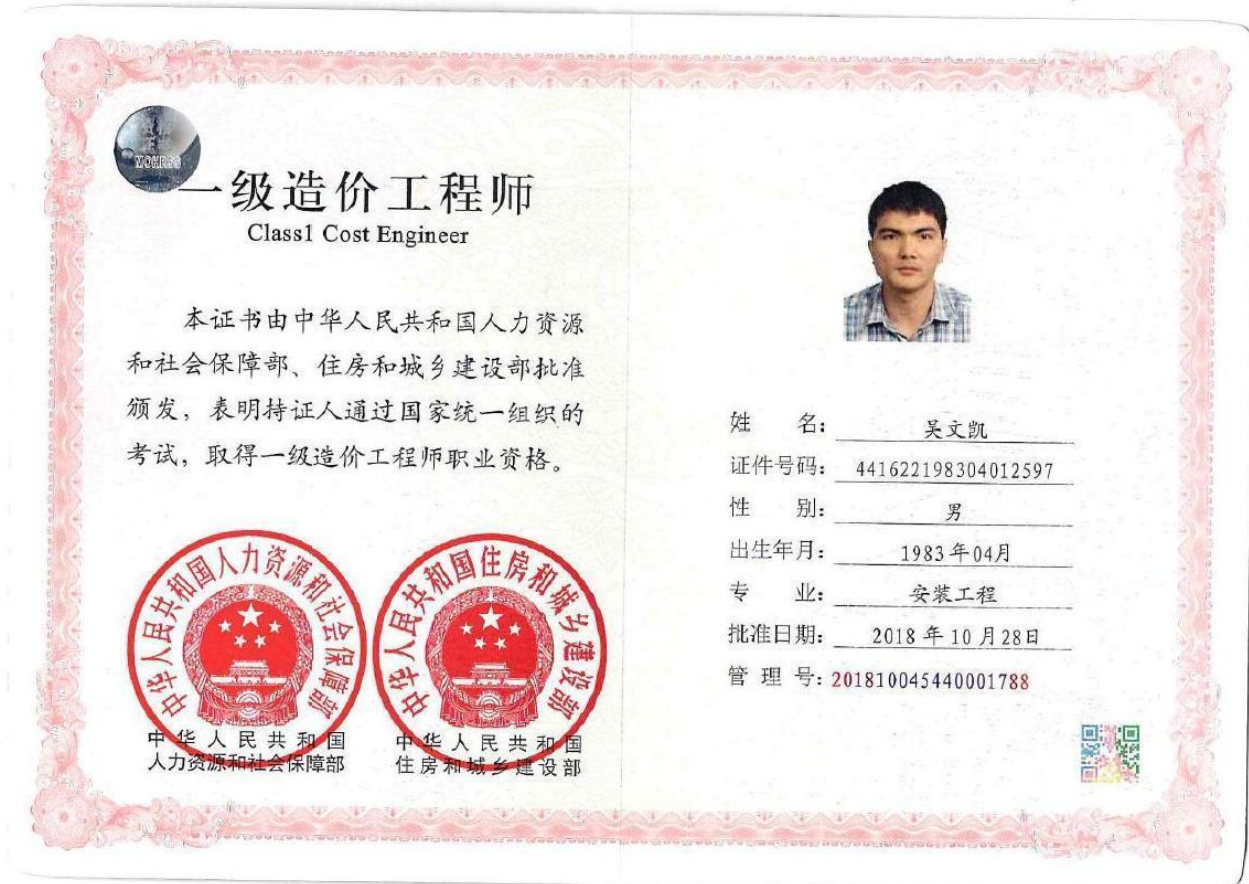 MOHRSS
一级造价工程师
Class1 Cost Engineer
本证书由中华人民共和国人力资源
和社会保障部、住房和城乡建设部批准
颁发，表明持证人通过国家统一组织的
考试，取得一级造价工程师职业资格。
中华人民共和国人力资源和社会保障部
中华人民共和国
人力资源和社会保障部
中华人民共和国住房和城乡建设部
中华人民共和国
住房和城乡建设部
姓 名： 吴文凯
证件号码： 441622198304012597
性 别： 男
出生年月： 1983年04月
专 业： 安装工程
批准日期： 2018年10月28日
管 理 号：201810045440001788